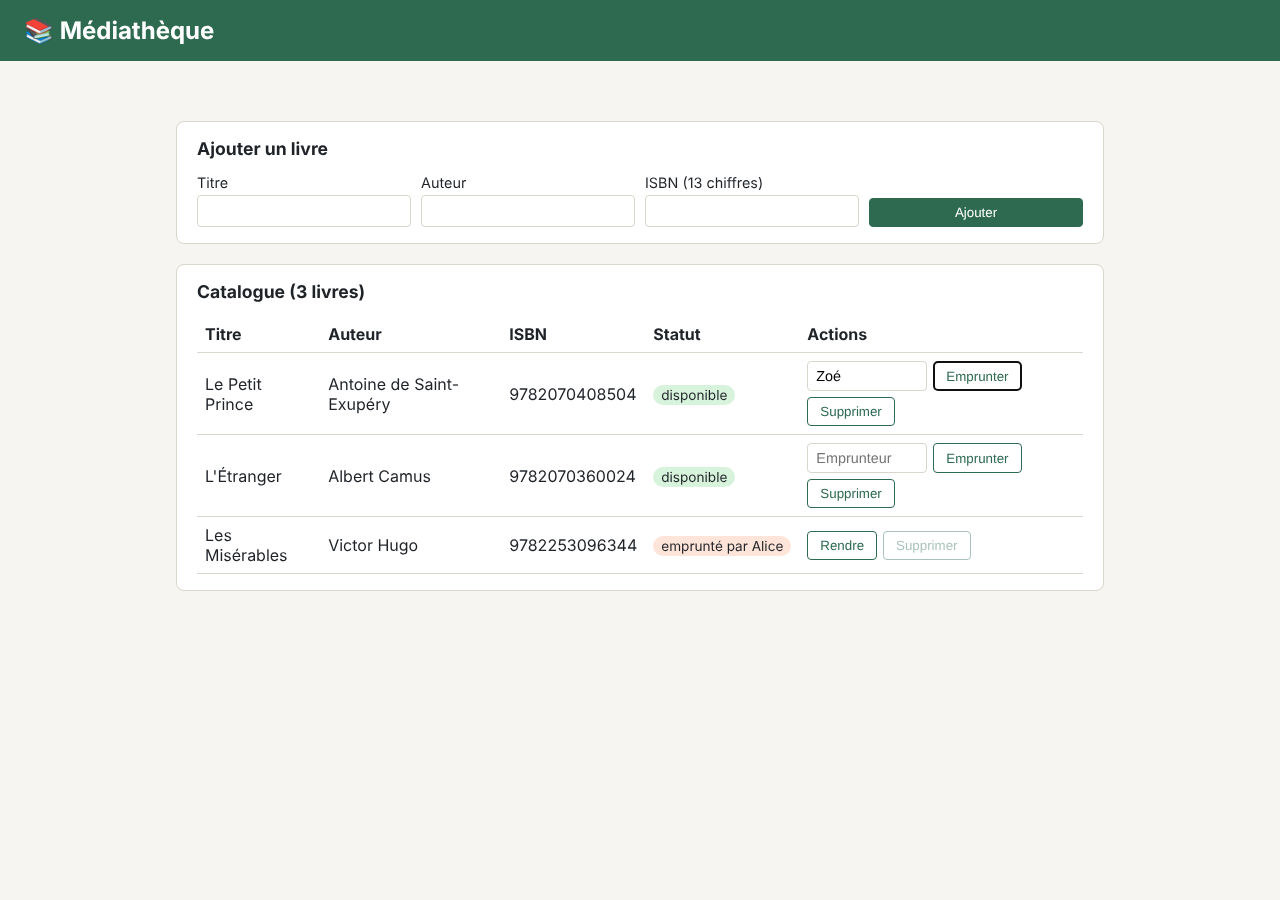 📚 Médiathèque
Ajouter un livre
Titre Auteur ISBN (13 chiffres)
Ajouter
Catalogue (3 livres)
Titre Auteur ISBN Statut Actions
Le Petit Prince Antoine de Saint-Exupéry 9782070408504 disponible Zoé Emprunter
Supprimer
L'Étranger Albert Camus 9782070360024 disponible Emprunteur Emprunter
Supprimer
Les Misérables Victor Hugo 9782253096344 emprunté par Alice Rendre Supprimer